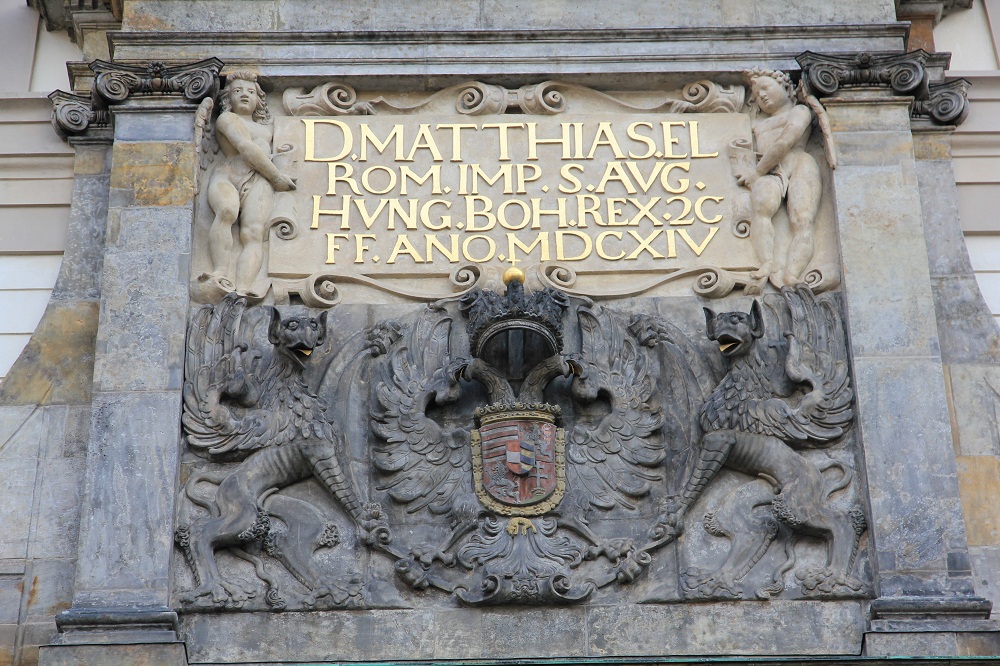 D.MATTHIAS.EL
ROM.IMP.S.AVG.
HVNG.BOH.REX.2C
FF.ANO.MDCXIV